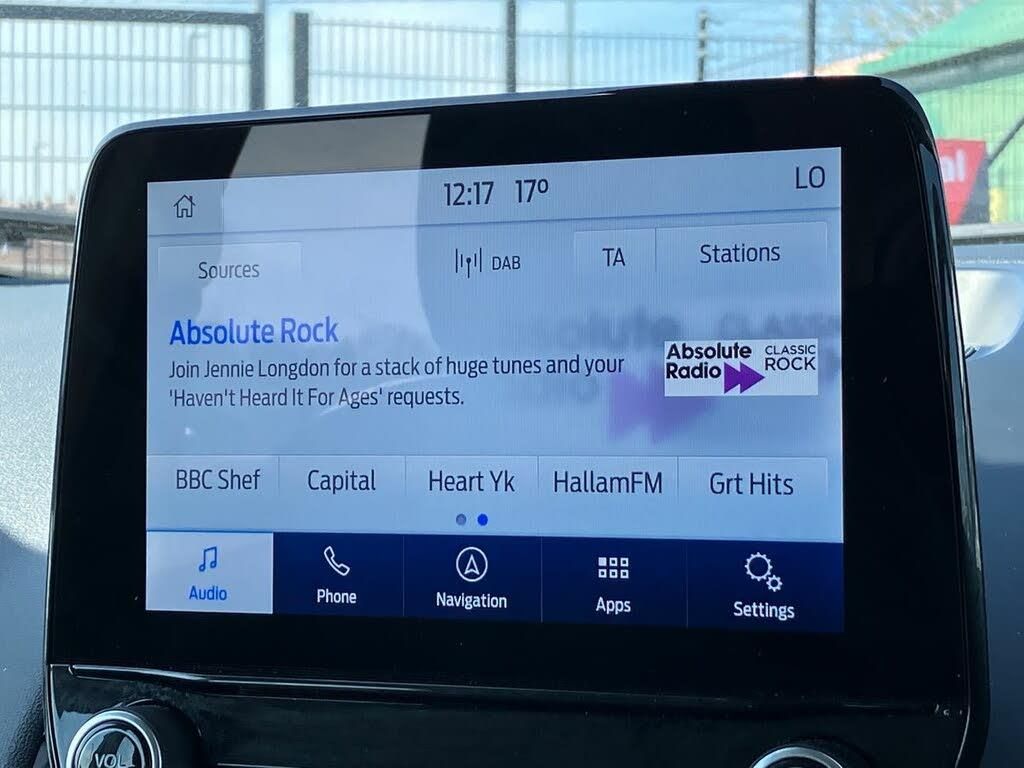 12:17 17º LO
Sources DAB TA Stations
Absolute Rock
Join Jennie Longdon for a stack of huge tunes and your
'Haven't Heard It For Ages' requests.
Absolute CLASSIC
Radio ROCK
BBC Shef Capital Heart Yk HallamFM Grt Hits
Audio Phone Navigation Apps Settings
VOL